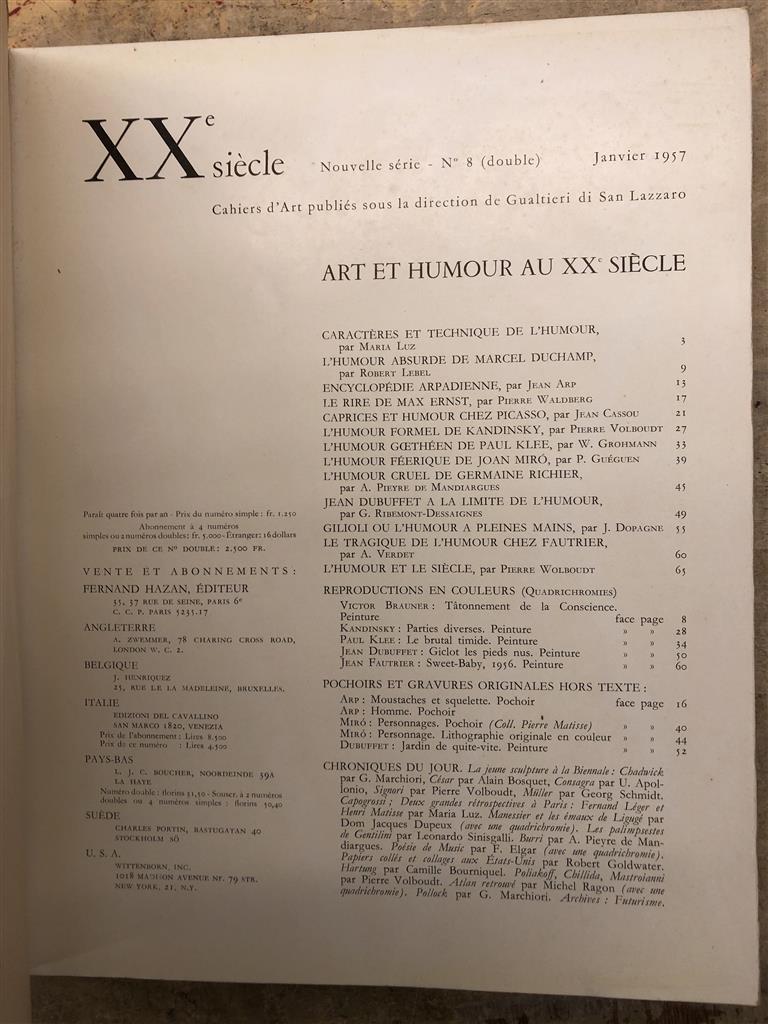 XXe siècle Nouvelle série - N° 8 (double) Janvier 1957
Cahiers d'Art publiés sous la direction de Gualtieri di San Lazzaro
ART ET HUMOUR AU XXe SIÈCLE
CARACTÈRES ET TECHNIQUE DE L'HUMOUR,
par MARIA LUZ 3
L'HUMOUR ABSURDE DE MARCEL DUCHAMP,
par ROBERT LEBEL 9
ENCYCLOPÉDIE ARPADIENNE, par JEAN ARP 13
LE RIRE DE MAX ERNST, par PIERRE WALDBERG 17
CAPRICES ET HUMOUR CHEZ PICASSO, par JEAN CASSOU 21
L'HUMOUR FORMEL DE KANDINSKY, par PIERRE VOLBOUDT 27
L'HUMOUR GŒTHÉEN DE PAUL KLEE, par W. GROHMANN 33
L'HUMOUR FÉERIQUE DE JOAN MIRÓ, par P. GUÉGUEN 39
L'HUMOUR CRUEL DE GERMAINE RICHIER,
par A. PIEYRE DE MANDIARGUES 45
JEAN DUBUFFET A LA LIMITE DE L'HUMOUR,
par G. RIBEMONT-DESSAIGNES 49
GILIOLI OU L'HUMOUR A PLEINES MAINS, par J. DOPAGNE 55
LE TRAGIQUE DE L'HUMOUR CHEZ FAUTRIER,
par A. VERDET 60
L'HUMOUR ET LE SIÈCLE, par PIERRE WOLBOUDT 65
REPRODUCTIONS EN COULEURS (QUADRICHROMIES)
VICTOR BRAUNER : Tâtonnement de la Conscience.
Peinture face page 8
KANDINSKY : Parties diverses. Peinture » » 28
PAUL KLEE : Le brutal timide. Peinture » » 34
JEAN DUBUFFET : Giclot les pieds nus. Peinture » » 50
JEAN FAUTRIER : Sweet-Baby, 1956. Peinture » » 60
POCHOIRS ET GRAVURES ORIGINALES HORS TEXTE :
ARP : Moustaches et squelette. Pochoir face page 16
ARP : Homme. Pochoir
MIRÓ : Personnages. Pochoir (Coll. Pierre Matisse) » » 40
MIRÓ : Personnage. Lithographie originale en couleur » » 44
DUBUFFET : Jardin de quite-vite. Peinture » » 52
CHRONIQUES DU JOUR. La jeune sculpture à la Biennale : Chadwick
par G. Marchiori, César par Alain Bosquet, Consagra par U. Apol-
lonio, Signori par Pierre Volboudt, Müller par Georg Schmidt.
Capogrossi ; Deux grandes rétrospectives à Paris : Fernand Léger et
Henri Matisse par Maria Luz. Manessier et les émaux de Ligugé par
Dom Jacques Dupeux (avec une quadrichromie). Les palimpsestes
de Gentilini par Leonardo Sinisgalli. Burri par A. Pieyre de Man-
diargues. Poésie de Music par F. Elgar (avec une quadrichromie).
Papiers collés et collages aux États-Unis par Robert Goldwater.
Hartung par Camille Bourniquel. Poliakoff, Chillida, Mastroianni
par Pierre Volboudt. Atlan retrouvé par Michel Ragon (avec une
quadrichromie). Pollock par G. Marchiori. Archives : Futurisme.
Paraît quatre fois par an - Prix du numéro simple : fr. 1.250
Abonnement à 4 numéros
simples ou 2 numéros doubles : fr. 5.000 - Étranger : 16 dollars
PRIX DE CE N° DOUBLE : 2.500 FR.
VENTE ET ABONNEMENTS :
FERNAND HAZAN, ÉDITEUR
35, 37 RUE DE SEINE, PARIS 6e
C. C. P. PARIS 5235.17
ANGLETERRE
A. ZWEMMER, 78 CHARING CROSS ROAD,
LONDON W. C. 2.
BELGIQUE
J. HENRIQUEZ
25, RUE DE LA MADELEINE, BRUXELLES.
ITALIE
EDIZIONI DEL CAVALLINO
SAN MARCO 1820, VENEZIA
Prix de l'abonnement : Lires 8.500
Prix de ce numéro : Lires 4.500
PAYS-BAS
L. J. C. BOUCHER, NOORDEINDE 39A
LA HAYE
Numéro double : florins 31,50 - Souscr. à 2 numéros
doubles ou 4 numéros simples : florins 50,40
SUÈDE
CHARLES PORTIN, BASTUGATAN 40
STOCKHOLM SÖ
U. S. A.
WITTENBORN, INC.
1018 MADISON AVENUE NF. 79 STR.
NEW YORK, 21, N.Y.